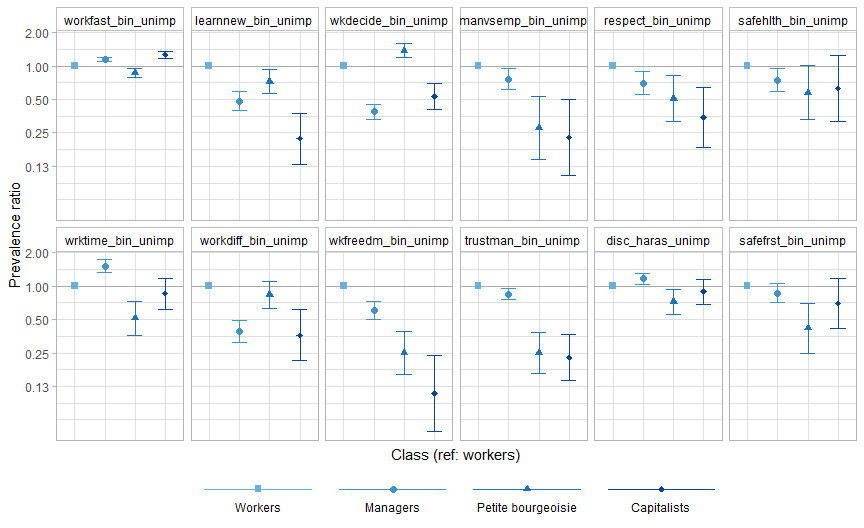 workfast_bin_unimp learnnew_bin_unimp wkdecide_bin_unimp manvsemp_bin_unimp respect_bin_unimp safehlth_bin_unimp
2.00
1.00
0.50
0.25
0.13
Prevalence ratio
wrktime_bin_unimp workdiff_bin_unimp wkfreedm_bin_unimp trustman_bin_unimp disc_haras_unimp safefrst_bin_unimp
2.00
1.00
0.50
0.25
0.13
Class (ref: workers)
Workers Managers Petite bourgeoisie Capitalists